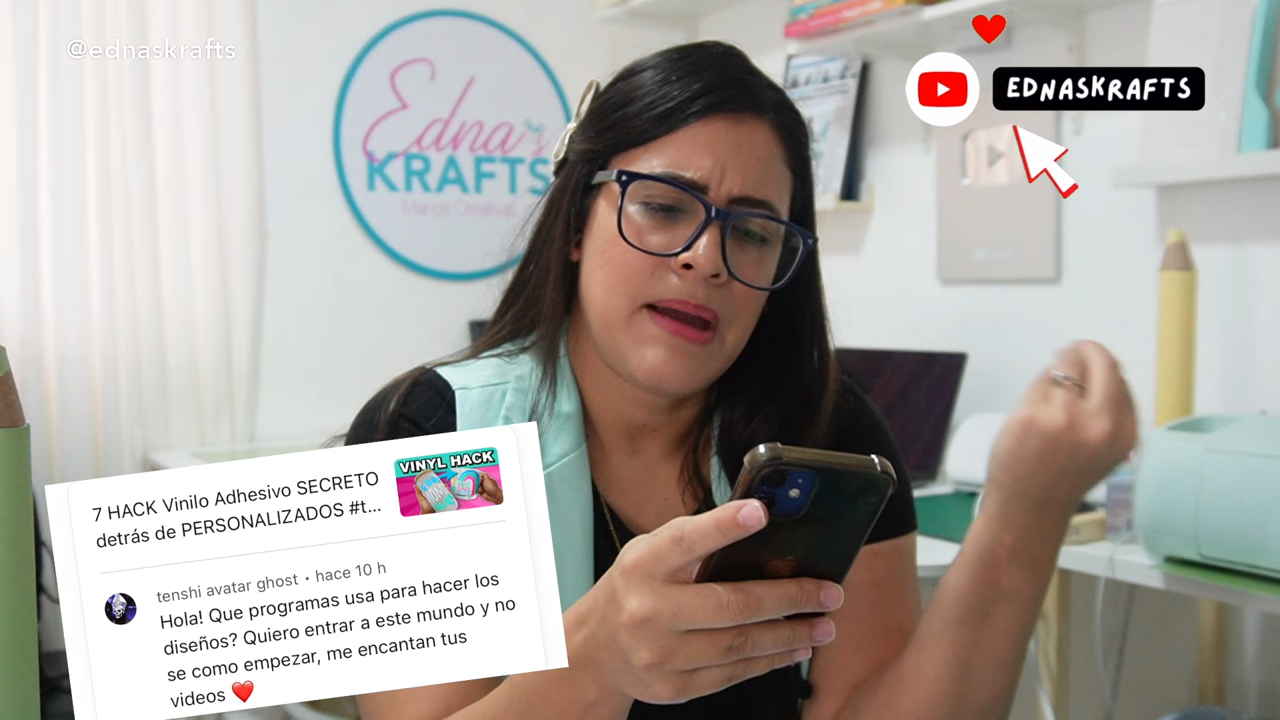 @ednaskrafts
EDNASKRAFTS
Edna's
KRAFTS
Manos Creativas
7 HACK Vinilo Adhesivo SECRETO
detrás de PERSONALIZADOS #t...
VINYL HACK
tenshi avatar ghost • hace 10 h
Hola! Que programas usa para hacer los
diseños? Quiero entrar a este mundo y no
se como empezar, me encantan tus
videos ❤️